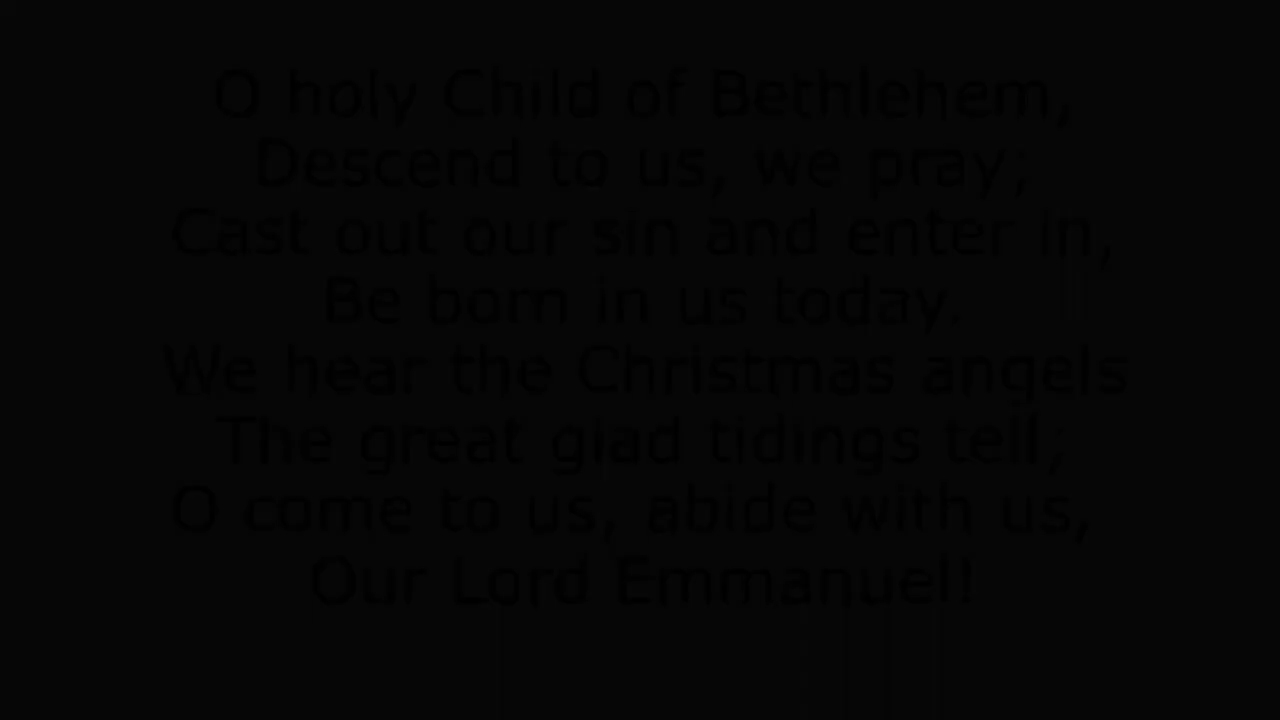 O holy Child of Bethlehem,
Descend to us, we pray;
Cast out our sin and enter in,
Be born in us today.
We hear the Christmas angels
The great glad tidings tell;
O come to us, abide with us,
Our Lord Emmanuel!